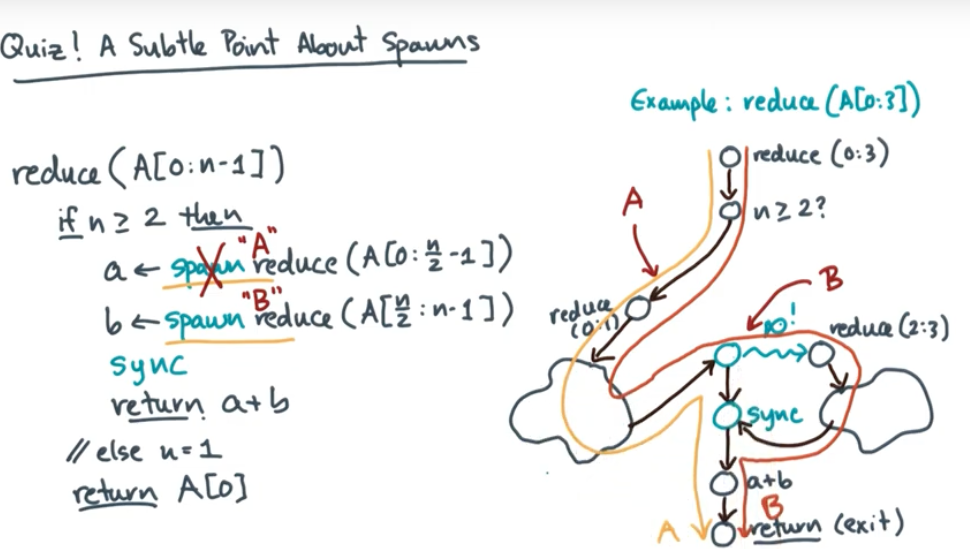 Quiz! A Subtle Point About Spawns
Example: reduce (A[0:3])
reduce (A[0:n-1])
if n ≥ 2 then
a ← spawn "A" reduce (A[0:n/2-1])
b ← spawn "B" reduce (A[n/2:n-1])
sync
return a+b
// else n=1
return A[0]
reduce (0:3)
n ≥ 2?
A
reduce
(0:1)
B
reduce (2:3)
sync
a+b
B
A
return (exit)